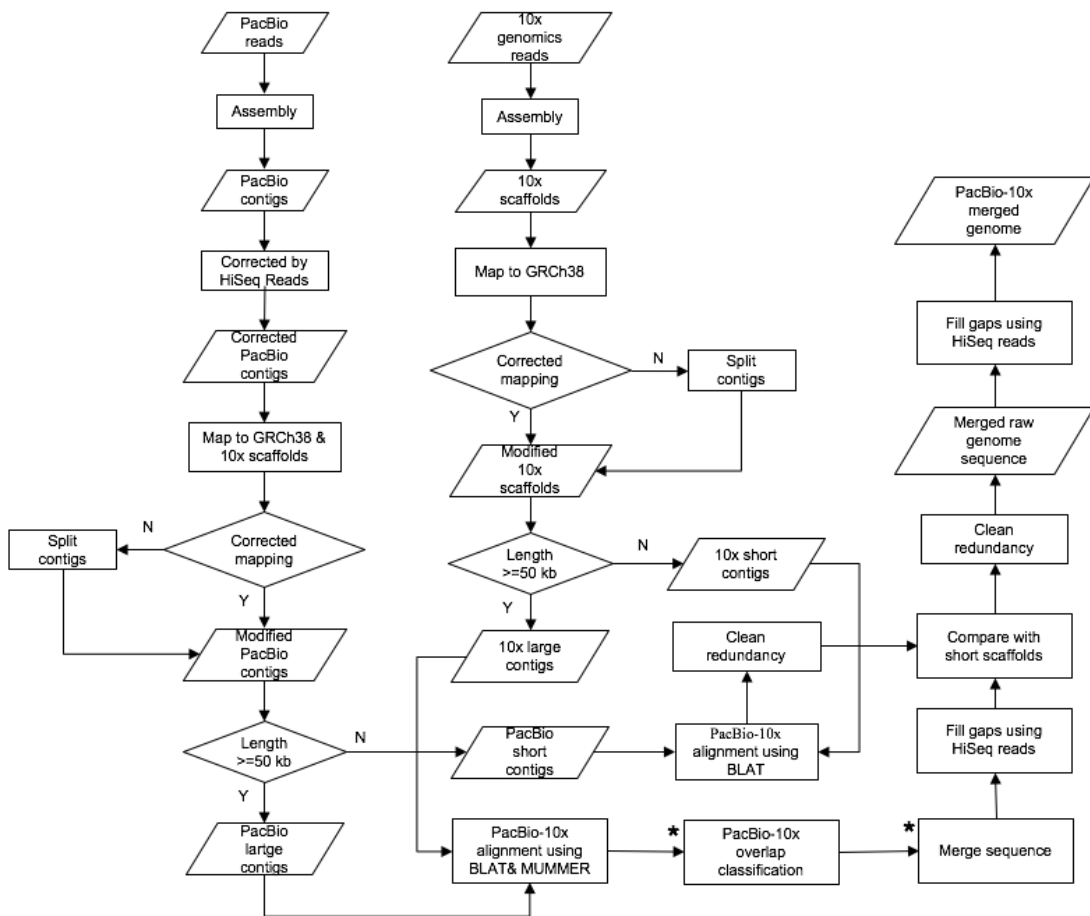 PacBio
reads
Assembly
PacBio
contigs
Corrected by
HiSeq Reads
Corrected
PacBio
contigs
Map to GRCh38 &
10x scaffolds
Corrected
mapping
N
Split
contigs
Y
Modified
PacBio
contigs
Length
>=50 kb
N
Y
PacBio
lartge
contigs
10x
genomics
reads
Assembly
10x
scaffolds
Map to GRCh38
Corrected
mapping
N
Split
contigs
Y
Modified
10x
scaffolds
Length
>=50 kb
N
10x short
contigs
Y
10x large
contigs
Clean
redundancy
PacBio
short
contigs
PacBio-10x
alignment using
BLAT
PacBio-10x
alignment using
BLAT& MUMMER
*
PacBio-10x
overlap
classification
*
Merge sequence
Fill gaps using
HiSeq reads
Compare with
short scaffolds
Clean
redundancy
Merged raw
genome
sequence
Fill gaps using
HiSeq reads
PacBio-10x
merged
genome